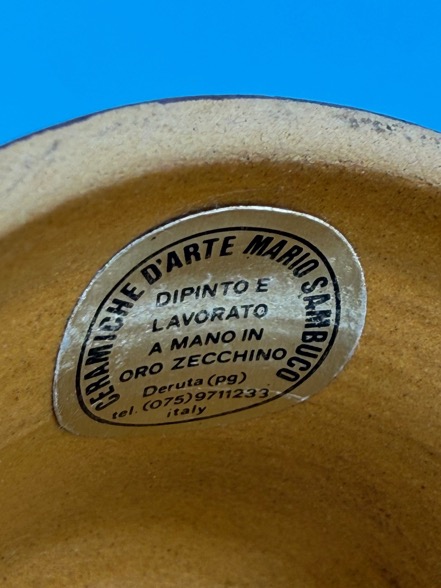 CERAMICHE D'ARTE MARIO SAMBUCO
DIPINTO E
LAVORATO
A MANO IN
ORO ZECCHINO
Deruta (pg)
tel. (075) 9711233
italy